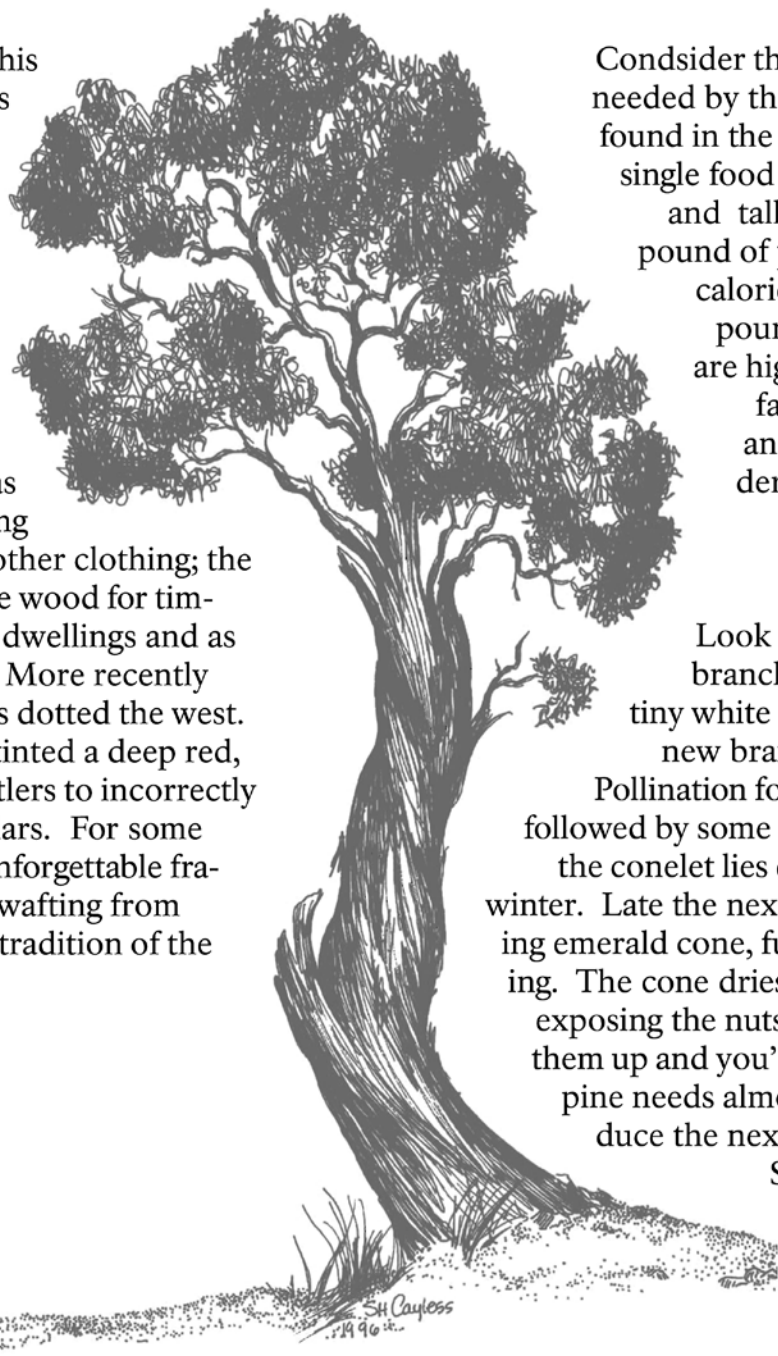 his
s
as
ng
other clothing; the
e wood for tim-
dwellings and as
More recently
s dotted the west.
tinted a deep red,
tlers to incorrectly
ars. For some
nforgettable fra-
wafting from
tradition of the
Condsider th
needed by th
found in the
single food
and tall
pound of
calori
poun
are hig
fa
an
der
Look
branch
tiny white
new bra
Pollination fo
followed by some
the conelet lies
winter. Late the nex
ing emerald cone, fu
ing. The cone dries
exposing the nuts
them up and you'
pine needs almo
duce the nex
S
SH Cayless
1996